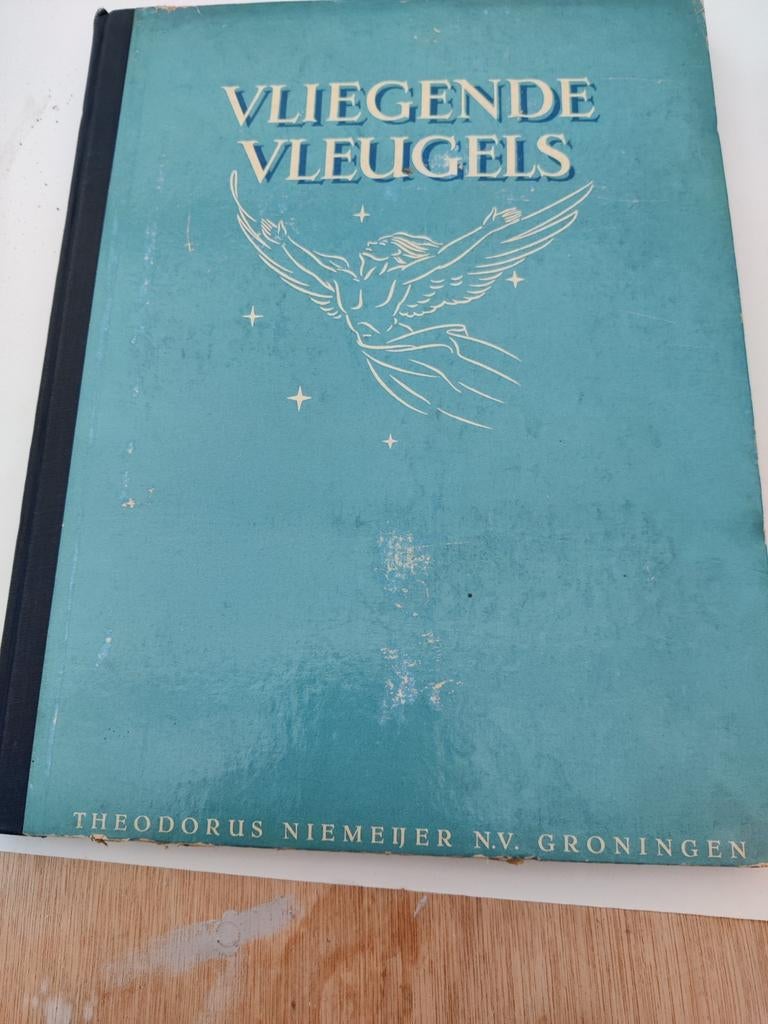 VLIEGENDE
VLEUGELS
THEODORUS NIEMEIJER N.V. GRONINGEN